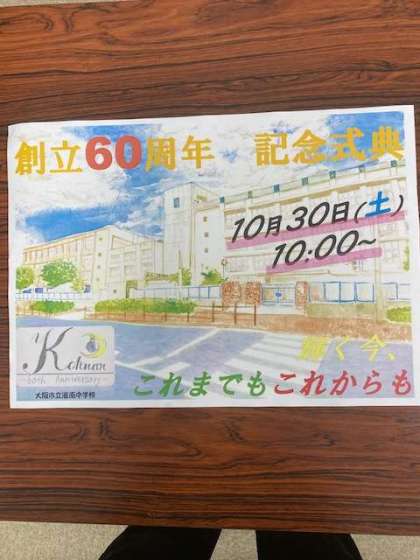 創立60周年 記念式典
10月30日(土)
10:00~
輝く今、
これまでもこれからも
Kohnan
60th Anniversary
大阪市立港南中学校